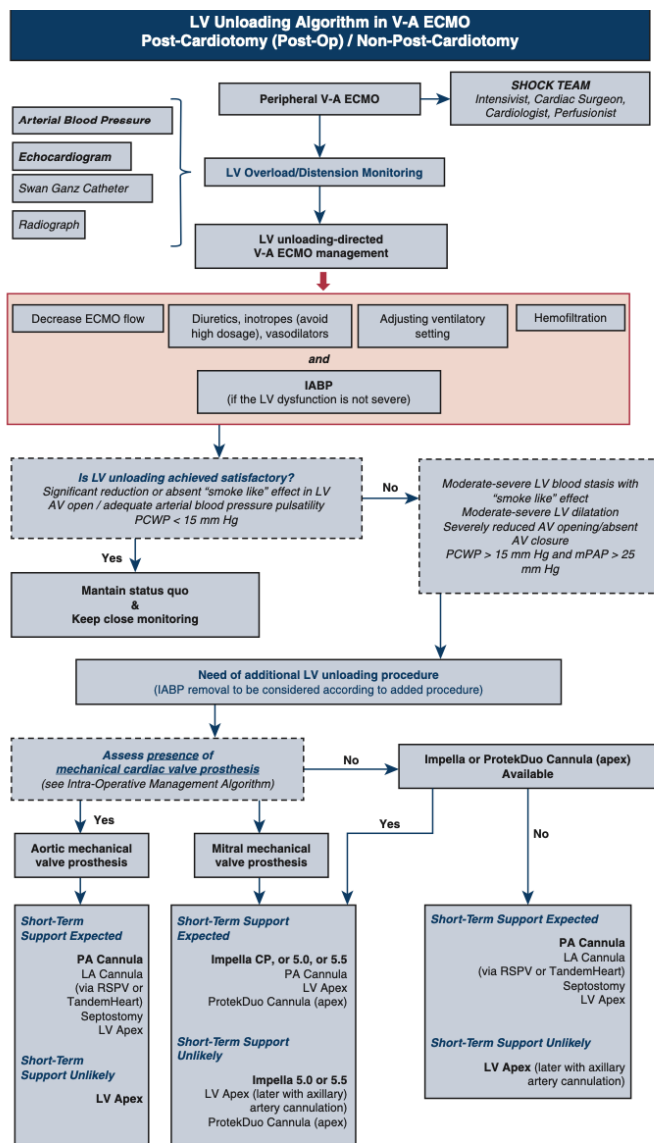 LV Unloading Algorithm in V-A ECMO
Post-Cardiotomy (Post-Op) / Non-Post-Cardiotomy
Peripheral V-A ECMO
SHOCK TEAM
Intensivist, Cardiac Surgeon,
Cardiologist, Perfusionist
Arterial Blood Pressure
Echocardiogram
Swan Ganz Catheter
Radiograph
LV Overload/Distension Monitoring
LV unloading-directed
V-A ECMO management
Decrease ECMO flow
Diuretics, inotropes (avoid
high dosage), vasodilators
Adjusting ventilatory
setting
Hemofiltration
and
IABP
(if the LV dysfunction is not severe)
Is LV unloading achieved satisfactory?
Significant reduction or absent “smoke like” effect in LV
AV open / adequate arterial blood pressure pulsatility
PCWP < 15 mm Hg
No
Moderate-severe LV blood stasis with
“smoke like” effect
Moderate-severe LV dilatation
Severely reduced AV opening/absent
AV closure
PCWP > 15 mm Hg and mPAP > 25
mm Hg
Yes
Mantain status quo
&
Keep close monitoring
Need of additional LV unloading procedure
(IABP removal to be considered according to added procedure)
Assess presence of
mechanical cardiac valve prosthesis
(see Intra-Operative Management Algorithm)
No
Impella or ProtekDuo Cannula (apex)
Available
Yes
Yes
No
Aortic mechanical
valve prosthesis
Mitral mechanical
valve prosthesis
Short-Term
Support Expected
PA Cannula
LA Cannula
(via RSPV or
TandemHeart)
Septostomy
LV Apex
Short-Term
Support Unlikely
LV Apex
Short-Term Support
Expected
Impella CP, or 5.0, or 5.5
PA Cannula
LV Apex
ProtekDuo Cannula (apex)
Short-Term Support
Unlikely
Impella 5.0 or 5.5
LV Apex (later with axillary)
artery cannulation)
ProtekDuo Cannula (apex)
Short-Term Support Expected
PA Cannula
LA Cannula
(via RSPV or TandemHeart)
Septostomy
LV Apex
Short-Term Support Unlikely
LV Apex (later with axillary
artery cannulation)